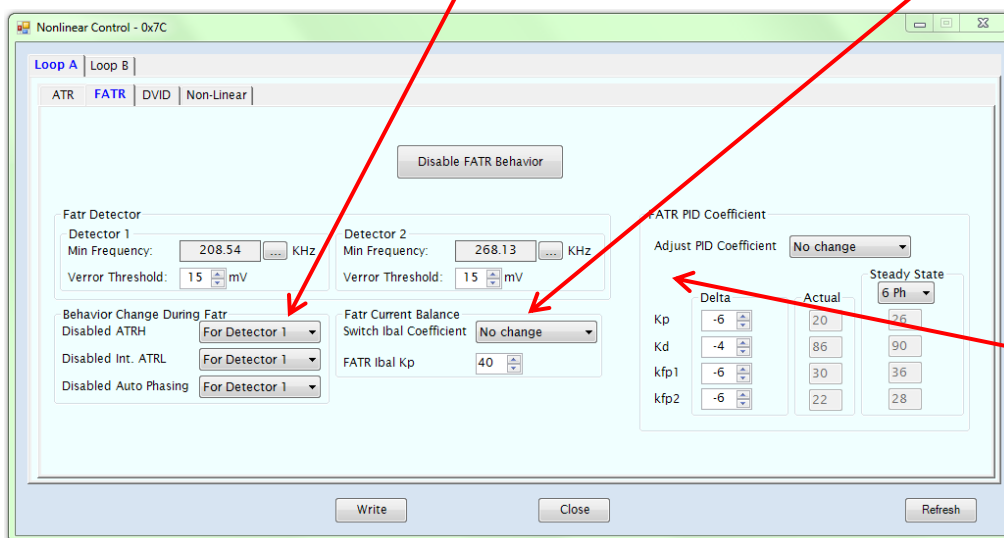 Nonlinear Control - 0x7C
Loop A Loop B
ATR FATR DVID Non-Linear
Disable FATR Behavior
Fatr Detector
Detector 1
Min Frequency: 208.54 ... KHz
Verror Threshold: 15 mV
Detector 2
Min Frequency: 268.13 ... KHz
Verror Threshold: 15 mV
Behavior Change During Fatr
Disabled ATRH For Detector 1
Disabled Int. ATRL For Detector 1
Disabled Auto Phasing For Detector 1
Fatr Current Balance
Switch Ibal Coefficient No change
FATR Ibal Kp 40
FATR PID Coefficient
Adjust PID Coefficient No change
Steady State
Delta Actual 6 Ph
Kp -6 20 26
Kd -4 86 90
kfp1 -6 30 36
kfp2 -6 22 28
Write Close Refresh